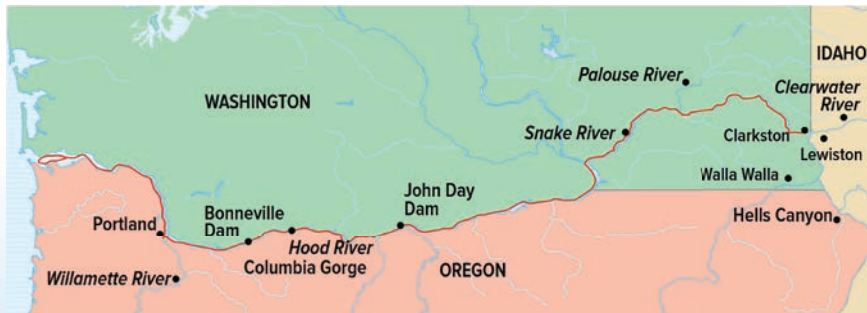 IDAHO
Palouse River
Clearwater
River
WASHINGTON
Snake River
Clarkston
Lewiston
Walla Walla
John Day
Dam
Portland
Bonneville
Dam
Hood River
Columbia Gorge
Hells Canyon
Willamette River
OREGON